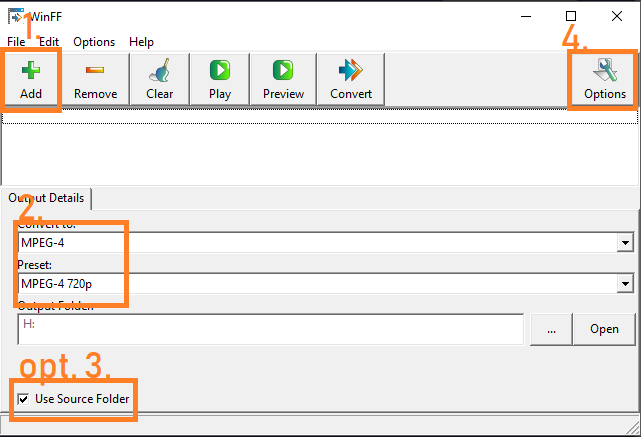 WinFF
1.
4.
File Edit Options Help
Add Remove Clear Play Preview Convert Options
Output Details
2.
Convert to:
MPEG-4
Preset:
MPEG-4 720p
Output Folder:
H:
... Open
opt. 3.
Use Source Folder